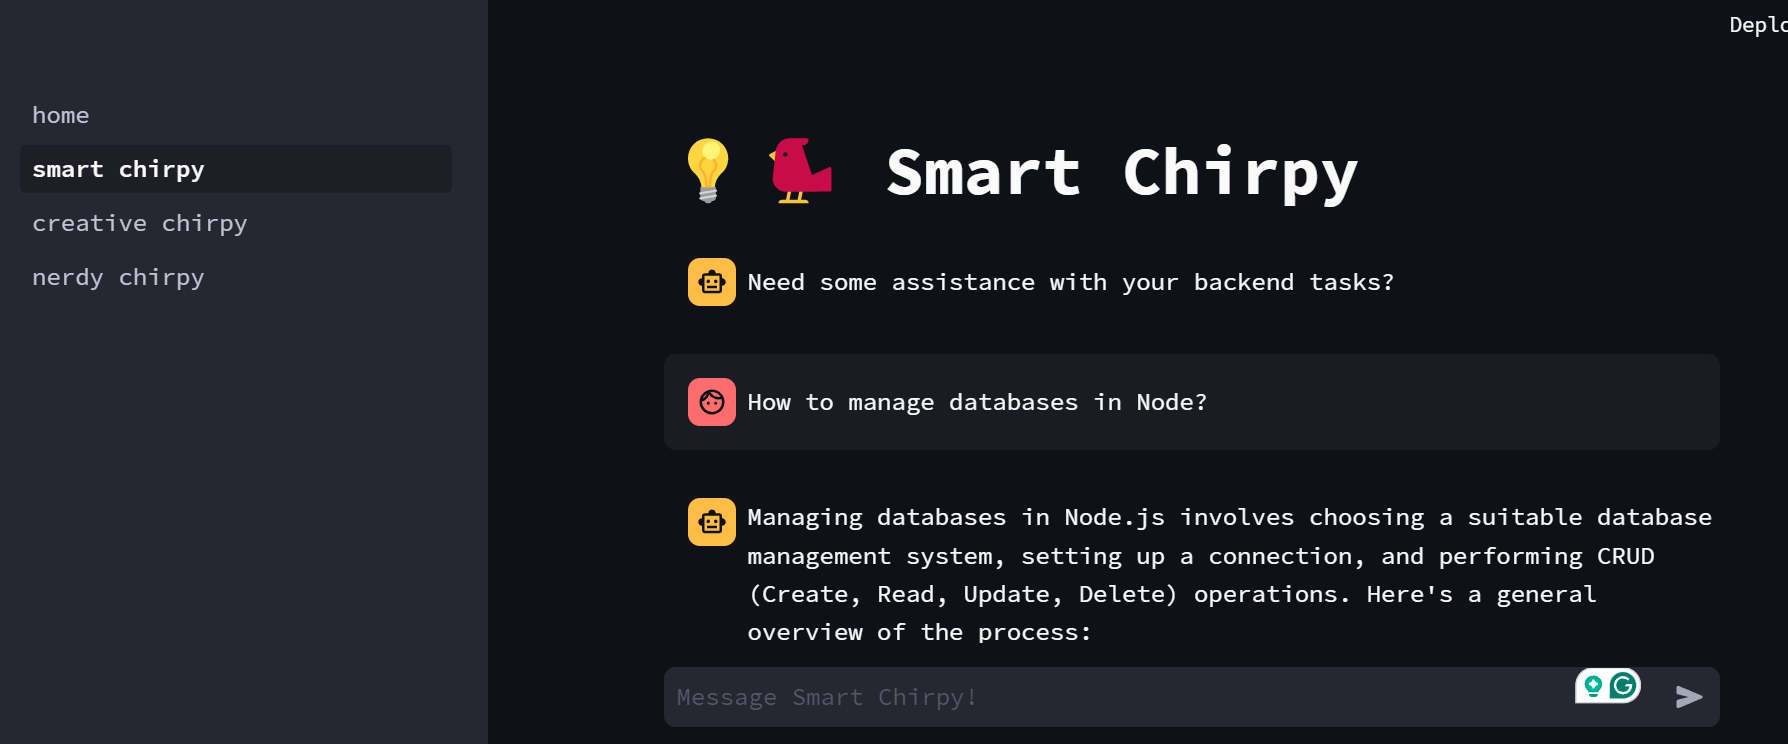 Deplo
home
smart chirpy
creative chirpy
nerdy chirpy
Smart Chirpy
Need some assistance with your backend tasks?
How to manage databases in Node?
Managing databases in Node.js involves choosing a suitable database
management system, setting up a connection, and performing CRUD
(Create, Read, Update, Delete) operations. Here's a general
overview of the process:
Message Smart Chirpy!